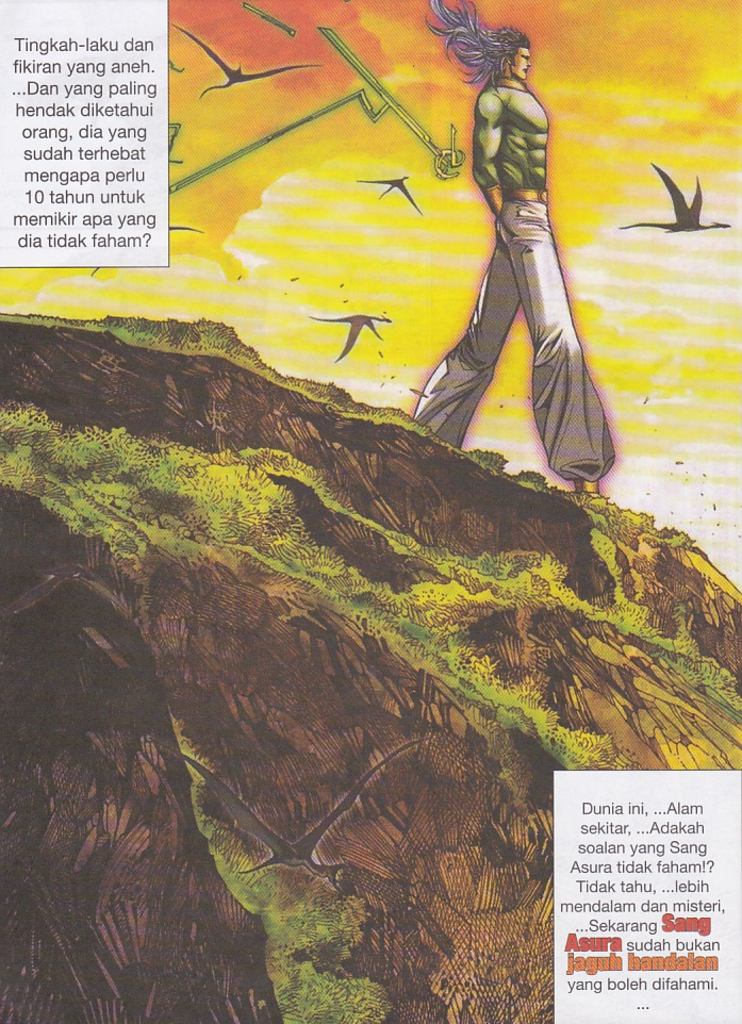 Tingkah-laku dan
fikiran yang aneh.
...Dan yang paling
hendak diketahui
orang, dia yang
sudah terhebat
mengapa perlu
10 tahun untuk
memikir apa yang
dia tidak faham?
Dunia ini, ...Alam
sekitar, ...Adakah
soalan yang Sang
Asura tidak faham!?
Tidak tahu, ...lebih
mendalam dan misteri,
...Sekarang Sang
Asura sudah bukan
jaguh handalan
yang boleh difahami.
...